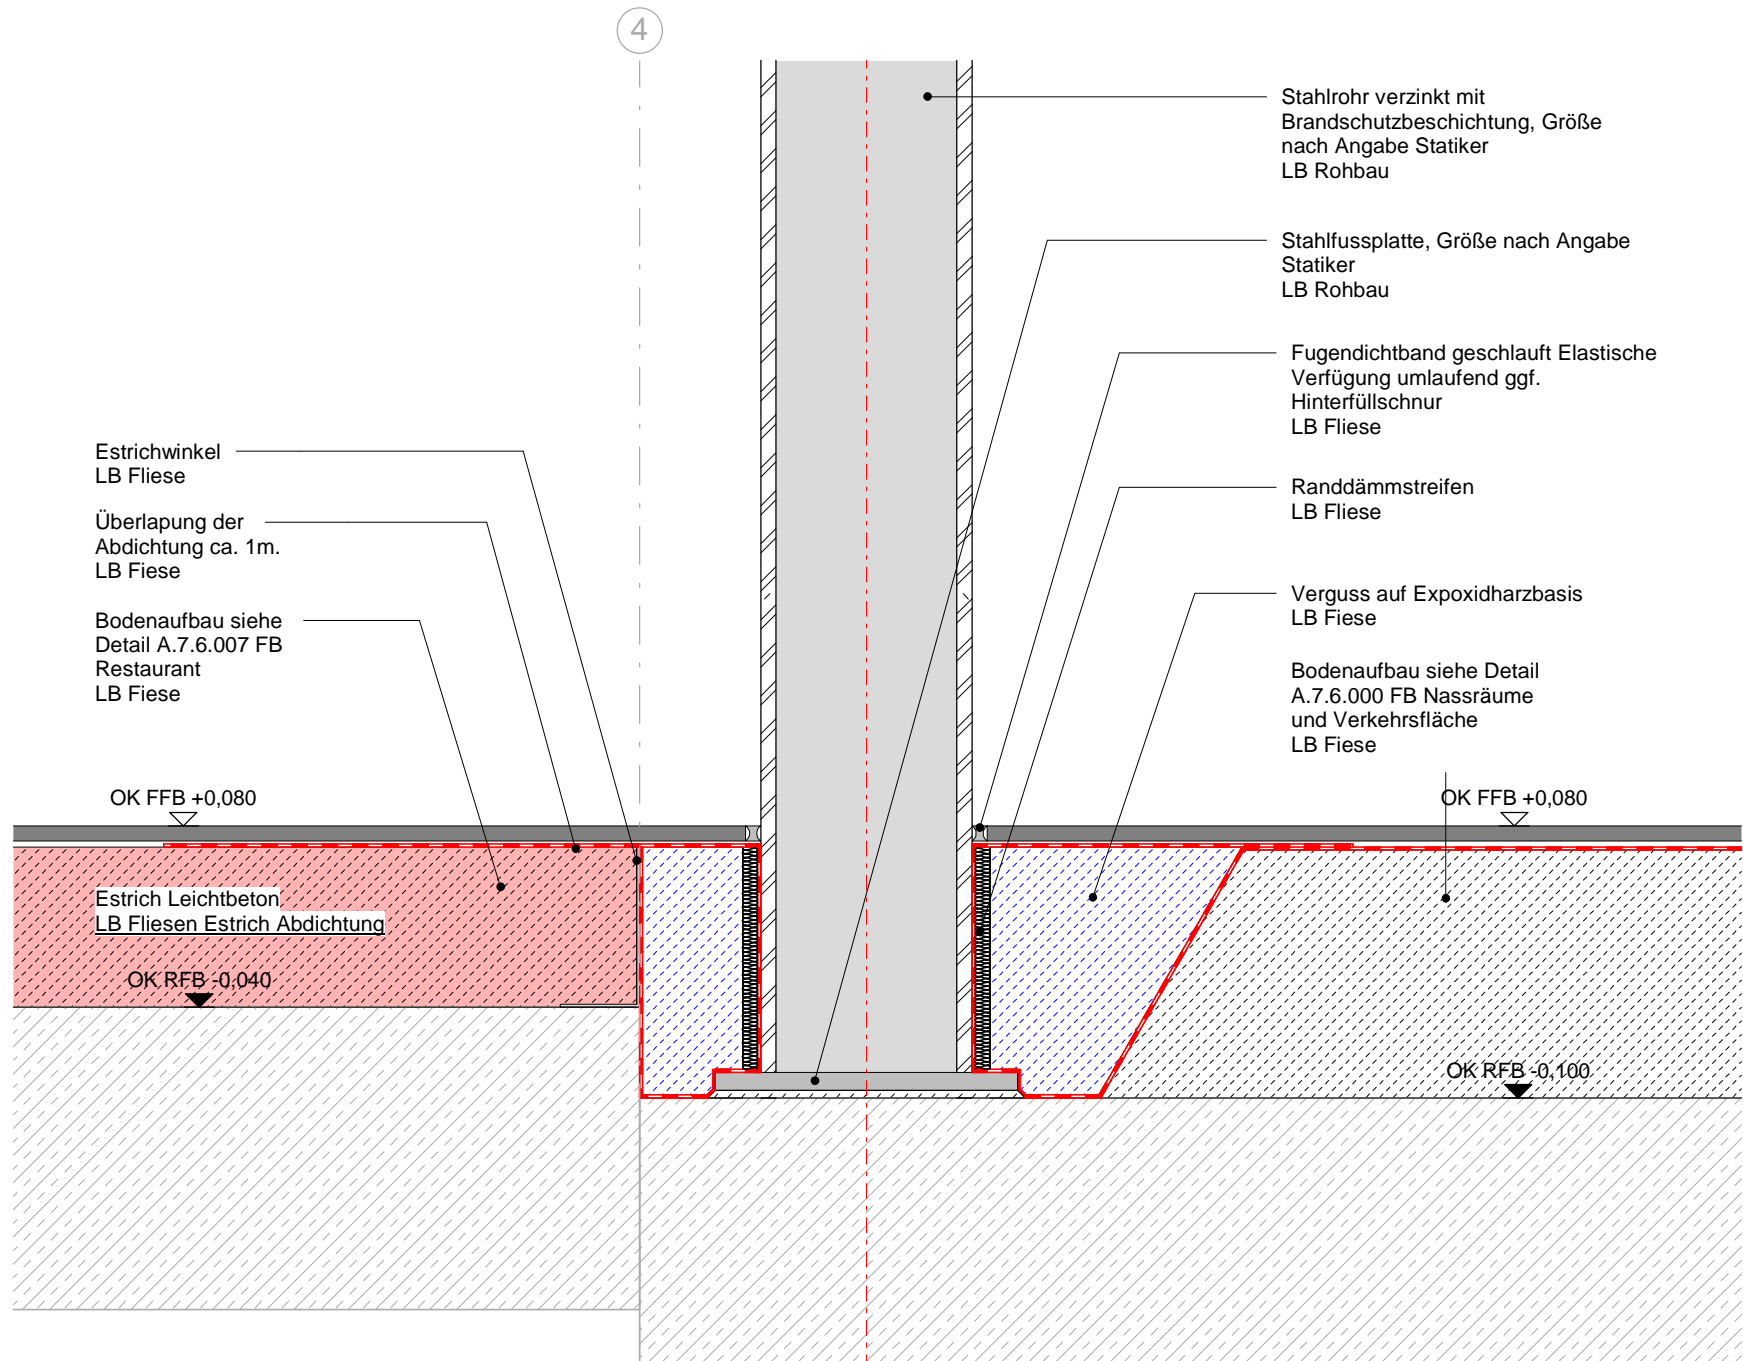 4
Stahlrohr verzinkt mit
Brandschutzbeschichtung, Größe
nach Angabe Statiker
LB Rohbau
Stahlfussplatte, Größe nach Angabe
Statiker
LB Rohbau
Fugendichtband geschlauft Elastische
Verfügung umlaufend ggf.
Hinterfüllschnur
LB Fliese
Randdämmstreifen
LB Fliese
Verguss auf Expoxidharzbasis
LB Fiese
Bodenaufbau siehe Detail
A.7.6.000 FB Nassräume
und Verkehrsfläche
LB Fiese
Estrichwinkel
LB Fliese
Überlapung der
Abdichtung ca. 1m.
LB Fiese
Bodenaufbau siehe
Detail A.7.6.007 FB
Restaurant
LB Fiese
OK FFB +0,080
OK FFB +0,080
Estrich Leichtbeton
LB Fliesen Estrich Abdichtung
OK RFB -0,040
OK RFB -0,100